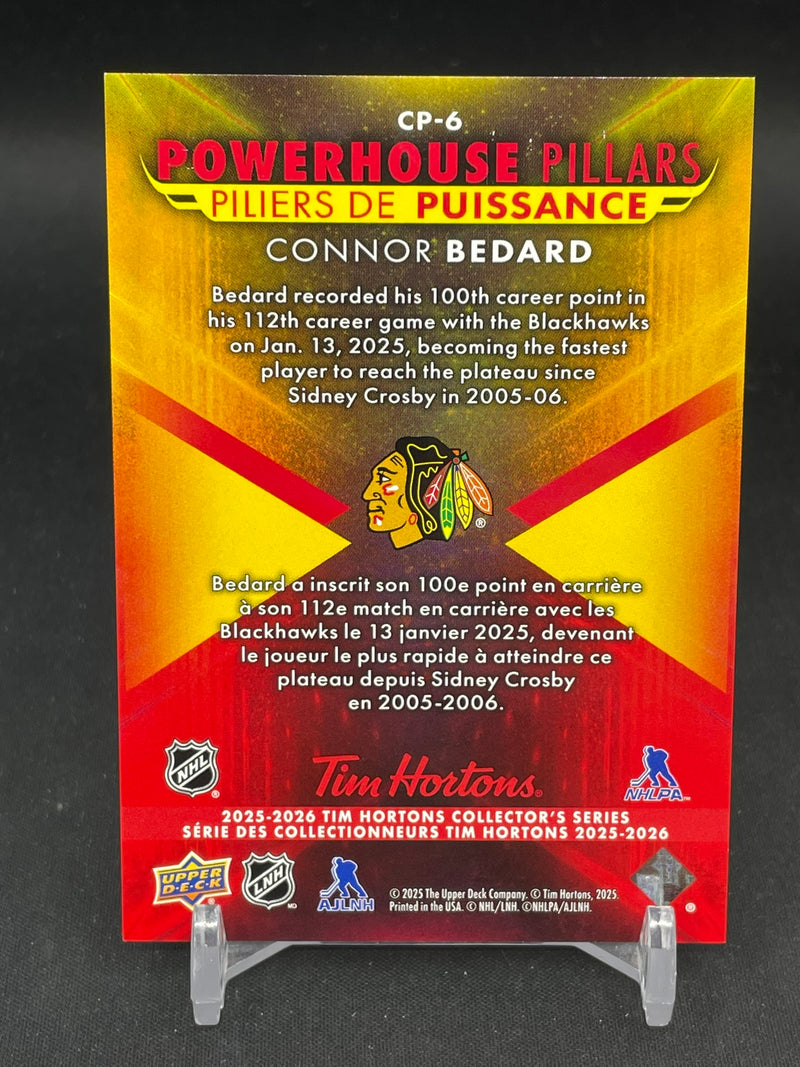 CP-6
POWERHOUSE PILLARS
PILIERS DE PUISSANCE
CONNOR BEDARD
Bedard recorded his 100th career point in
his 112th career game with the Blackhawks
on Jan. 13, 2025, becoming the fastest
player to reach the plateau since
Sidney Crosby in 2005-06.
®
Bedard a inscrit son 100e point en carrière
à son 112e match en carrière avec les
Blackhawks le 13 janvier 2025, devenant
le joueur le plus rapide à atteindre ce
plateau depuis Sidney Crosby
en 2005-2006.
NHL ®
Tim Hortons®
NHLPA™
2025-2026 TIM HORTONS COLLECTOR'S SERIES
SÉRIE DES COLLECTIONNEURS TIM HORTONS 2025-2026
UPPER DECK ®
LNH MD
AJLNH
© 2025 The Upper Deck Company. © Tim Hortons, 2025.
Printed in the USA. © NHL/LNH. ©NHLPA/AJLNH.
®